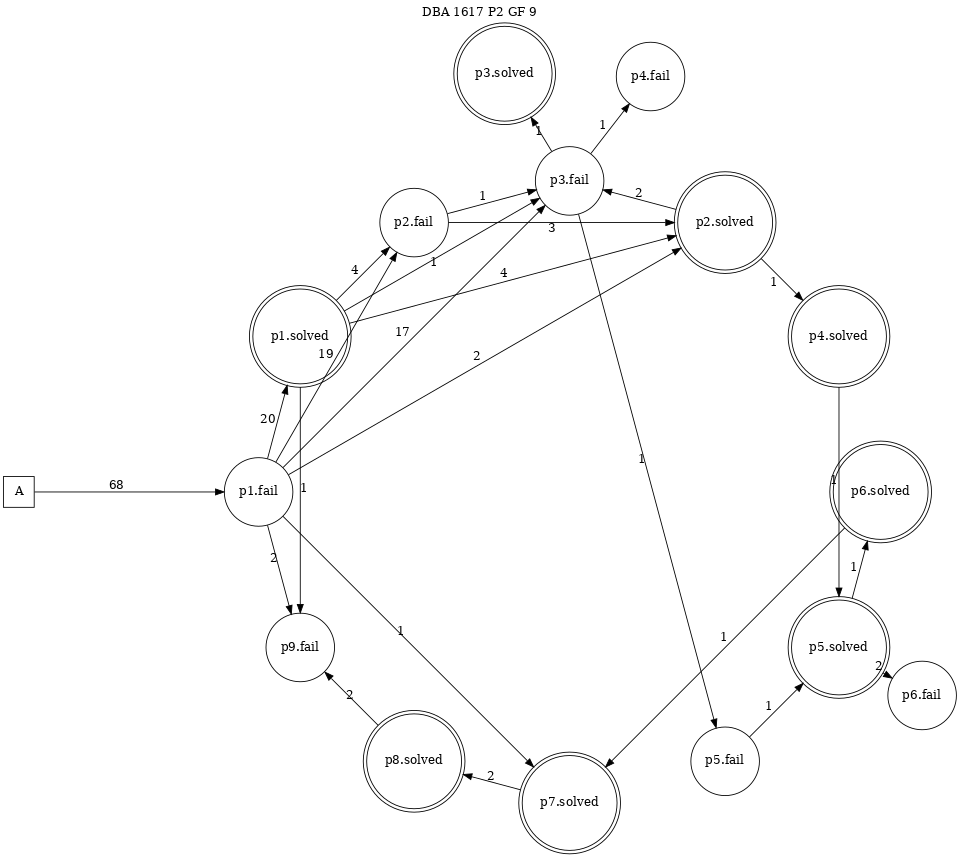 DBA 1617 P2 GF 9
p3.solved
p4.fail
1
1
p3.fail
1
2
p2.fail
p2.solved
3
4
1
4
1
p1.solved
p4.solved
17
19
2
20
1
68
1
1
A
p1.fail
p6.solved
2
1
1
1
p9.fail
p5.solved
2
p6.fail
2
1
p8.solved
p5.fail
2
p7.solved